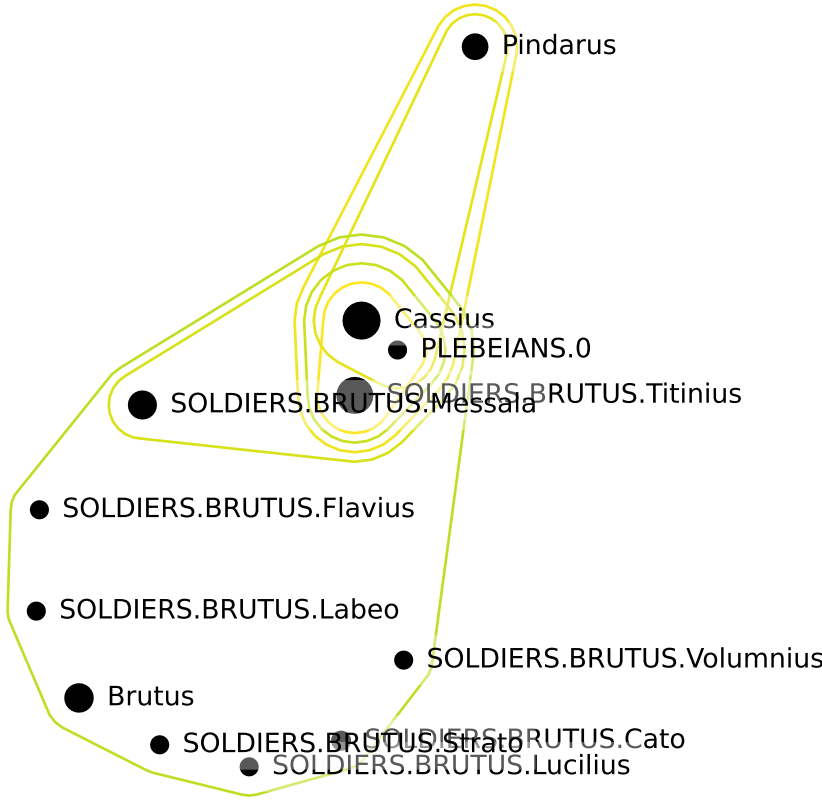 Pindarus
Cassius
PLEBEIANS.0
SOLDIERS.BRUTUS.Titinius
SOLDIERS.BRUTUS.Messala
SOLDIERS.BRUTUS.Flavius
SOLDIERS.BRUTUS.Labeo
SOLDIERS.BRUTUS.Volumnius
Brutus
SOLDIERS.BRUTUS.Cato
SOLDIERS.BRUTUS.Strato
SOLDIERS.BRUTUS.Lucilius